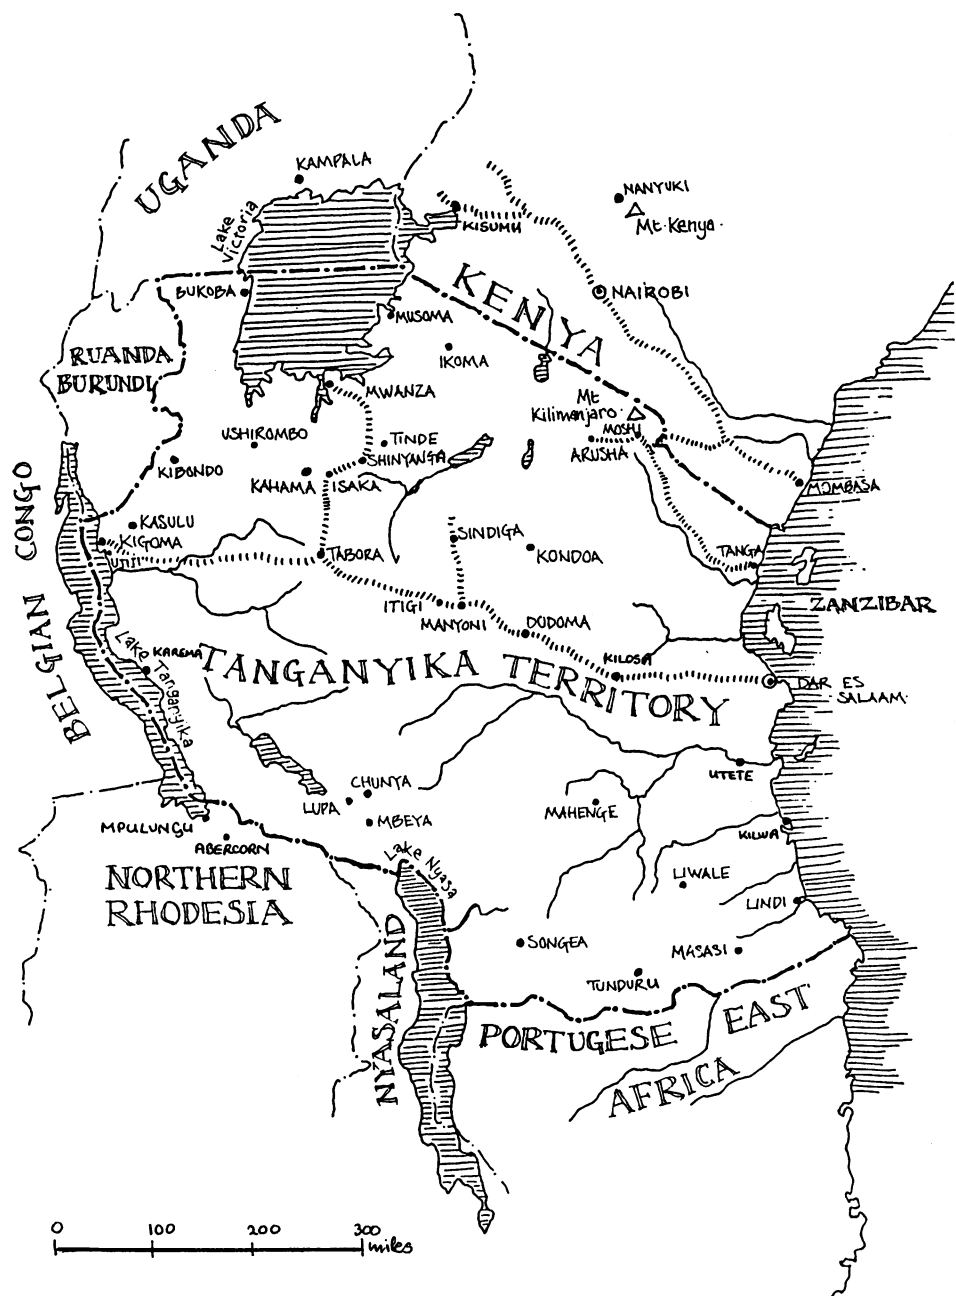 UGANDA
KAMPALA
Lake
Victoria
KISUMU
NANYUKI
Mt. Kenya.
BUKOBA
KENYA
NAIROBI
MUSOMA
IKOMA
RUANDA
BURUNDI
MWANZA
Mt
Kilimanjaro
MOSHI
ARUSHA
USHIROMBO
TINDE
SHINYANGA
KIBONDO
KAHAMA
ISAKA
MOMBASA
BELGIAN CONGO
KASULU
KIGOMA
UJIJI
TABORA
SINDIGA
KONDOA
TANGA
ITIGI
MANYONI
DODOMA
ZANZIBAR
KILOSA
Lake Tanganyika
KAREMA
TANGANYIKA TERRITORY
DAR ES
SALAAM.
UTETE
CHUNYA
LUPA
MAHENGE
MBEYA
MPULUNGU
KILWA
ABERCORN
Lake Nyasa
NORTHERN
RHODESIA
LIWALE
LINDI
NYASALAND
SONGEA
MASASI
TUNDURU
PORTUGESE EAST
AFRICA
0 100 200 300
miles